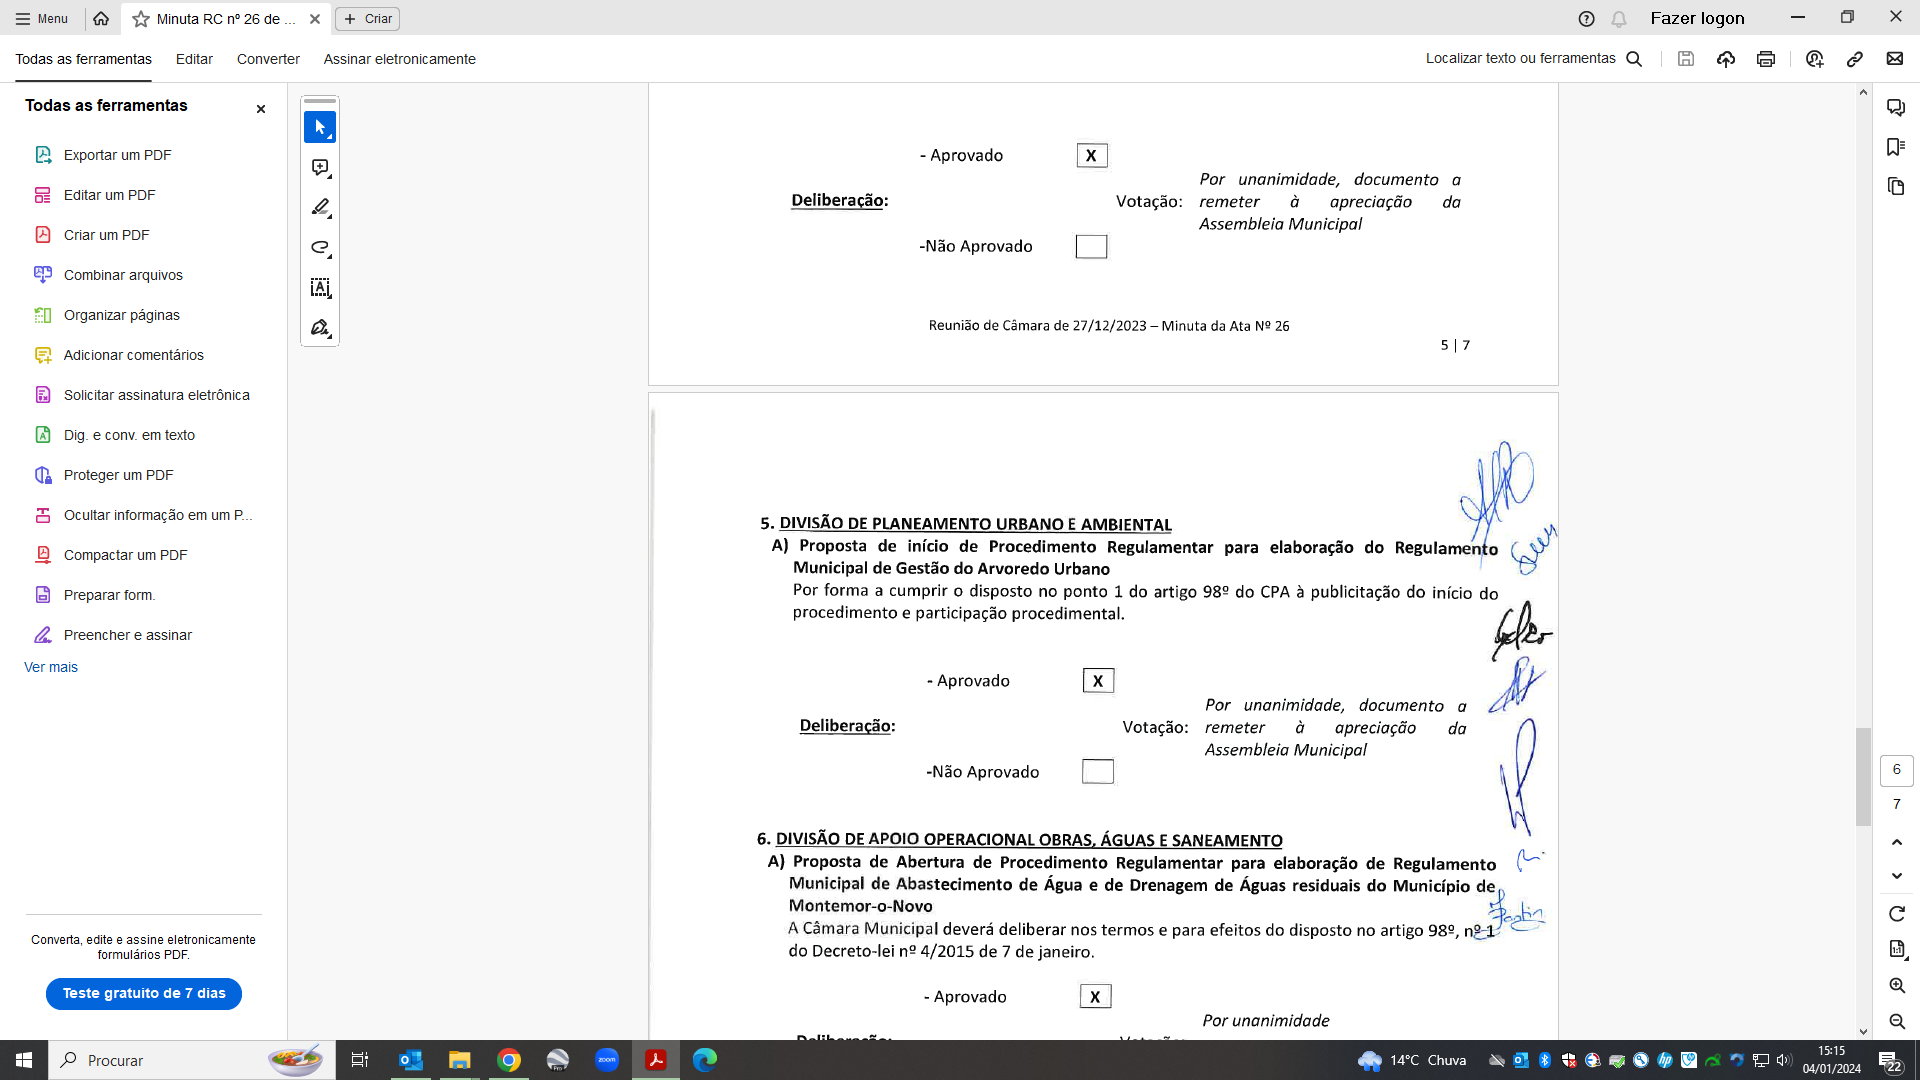 Menu
Minuta RC nº 26 de ...
Criar
Fazer logon
Todas as ferramentas
Editar
Converter
Assinar eletronicamente
Localizar texto ou ferramentas
Todas as ferramentas
Exportar um PDF
Editar um PDF
Criar um PDF
Combinar arquivos
Organizar páginas
Adicionar comentários
Solicitar assinatura eletrônica
Dig. e conv. em texto
Proteger um PDF
Ocultar informação em um P...
Compactar um PDF
Preparar form.
Preencher e assinar
Ver mais
Converta, edite e assine eletronicamente
formulários PDF.
Teste gratuito de 7 dias
- Aprovado
X
Deliberação:
Votação:
Por unanimidade, documento a
remeter à apreciação da
Assembleia Municipal
-Não Aprovado
Reunião de Câmara de 27/12/2023 – Minuta da Ata Nº 26
5 | 7
5. DIVISÃO DE PLANEAMENTO URBANO E AMBIENTAL
A) Proposta de início de Procedimento Regulamentar para elaboração do Regulamento
Municipal de Gestão do Arvoredo Urbano
Por forma a cumprir o disposto no ponto 1 do artigo 98º do CPA à publicitação do início do
procedimento e participação procedimental.
- Aprovado
X
Deliberação:
Votação:
Por unanimidade, documento a
remeter à apreciação da
Assembleia Municipal
-Não Aprovado
6. DIVISÃO DE APOIO OPERACIONAL OBRAS, ÁGUAS E SANEAMENTO
A) Proposta de Abertura de Procedimento Regulamentar para elaboração de Regulamento
Municipal de Abastecimento de Água e de Drenagem de Águas residuais do Município de
Montemor-o-Novo
A Câmara Municipal deverá deliberar nos termos e para efeitos do disposto no artigo 98º, nº 1
do Decreto-lei nº 4/2015 de 7 de janeiro.
- Aprovado
X
Por unanimidade
Deliberação:
Votação:
6
7
Procurar
zoom
14°C Chuva
15:15
04/01/2024
22